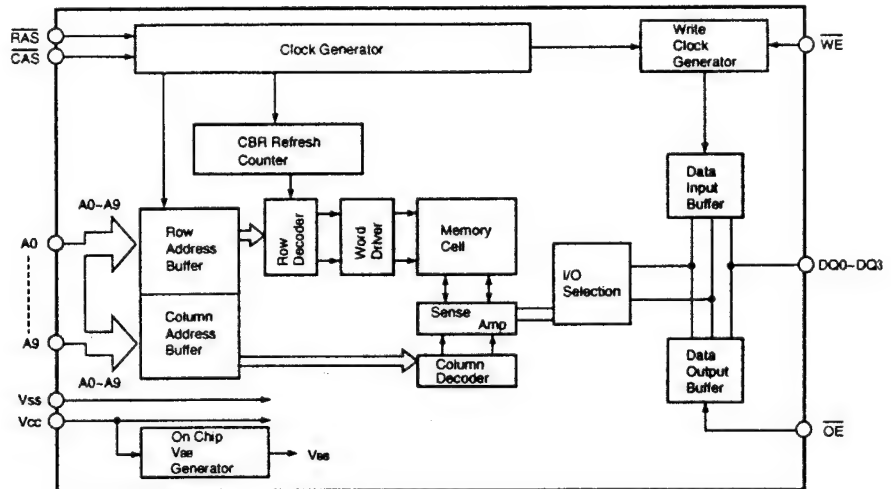 RAS
CAS
Clock Generator
Write
Clock
Generator
WE
CBR Refresh
Counter
Data
Input
Buffer
A0~A9
A0
Row
Address
Buffer
Row
Decoder
Word
Driver
Memory
Cell
I/O
Selection
DQ0~DQ3
Column
Address
Buffer
Sense
Amp
A9
A0~A9
Column
Decoder
Data
Output
Buffer
Vss
Vcc
On Chip
VBB
Generator
VBB
OE